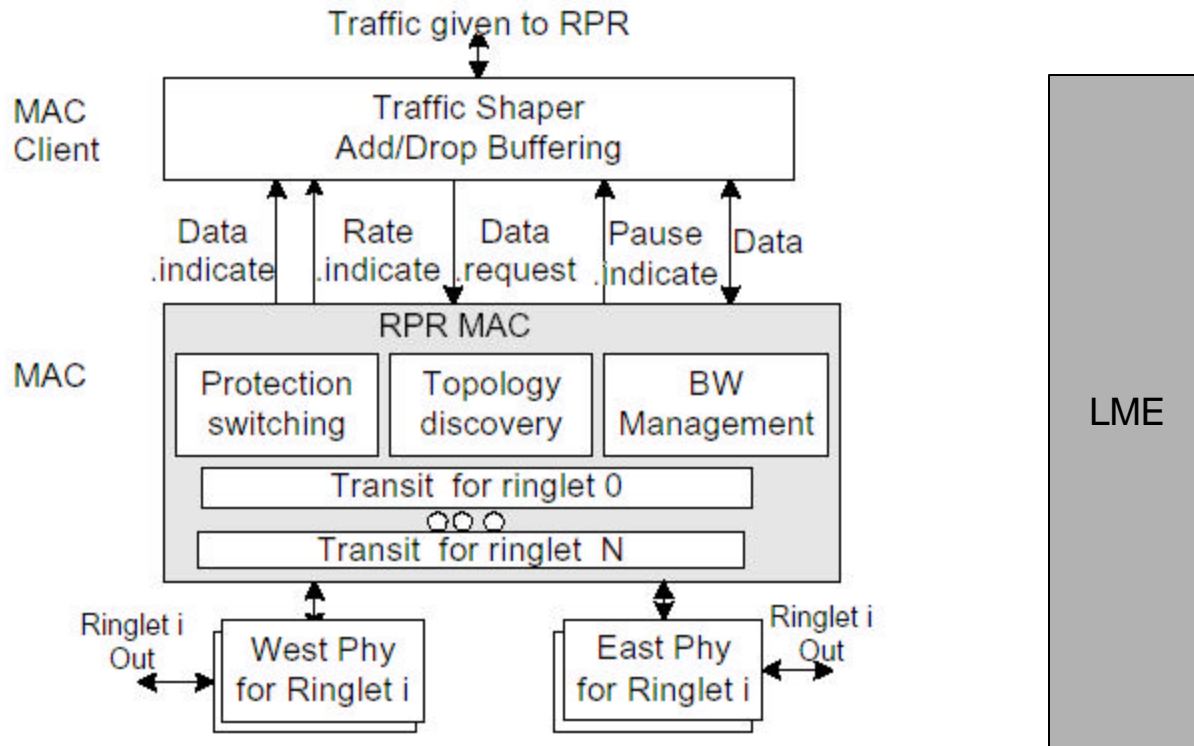 Traffic given to RPR
MAC
Client
Traffic Shaper
Add/Drop Buffering
Data
.indicate
Rate
.indicate
Data
.request
Pause
.indicate
Data
MAC
RPR MAC
Protection
switching
Topology
discovery
BW
Management
Transit for ringlet 0
Transit for ringlet N
LME
Ringlet i
Out
West Phy
for Ringlet i
East Phy
for Ringlet i
Ringlet i
Out